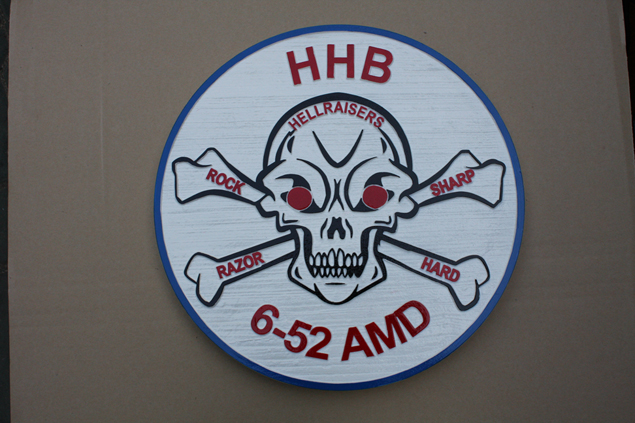 HHB
HELLRAISERS
ROCK
SHARP
RAZOR
HARD
6-52 AMD